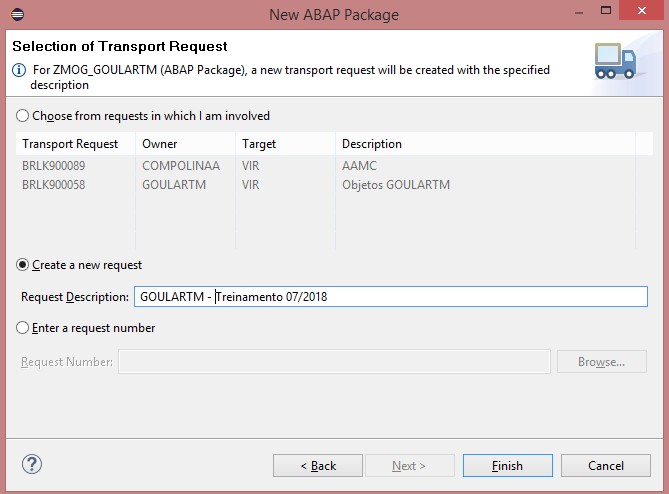 New ABAP Package
Selection of Transport Request
For ZMOG_GOULARTM (ABAP Package), a new transport request will be created with the specified
description
Choose from requests in which I am involved
Transport Request Owner Target Description
BRLK900089 COMPOLINAA VIR AAMC
BRLK900058 GOULARTM VIR Objetos GOULARTM
Create a new request
Request Description: GOULARTM - Treinamento 07/2018
Enter a request number
Request Number: Browse...
< Back Next > Finish Cancel